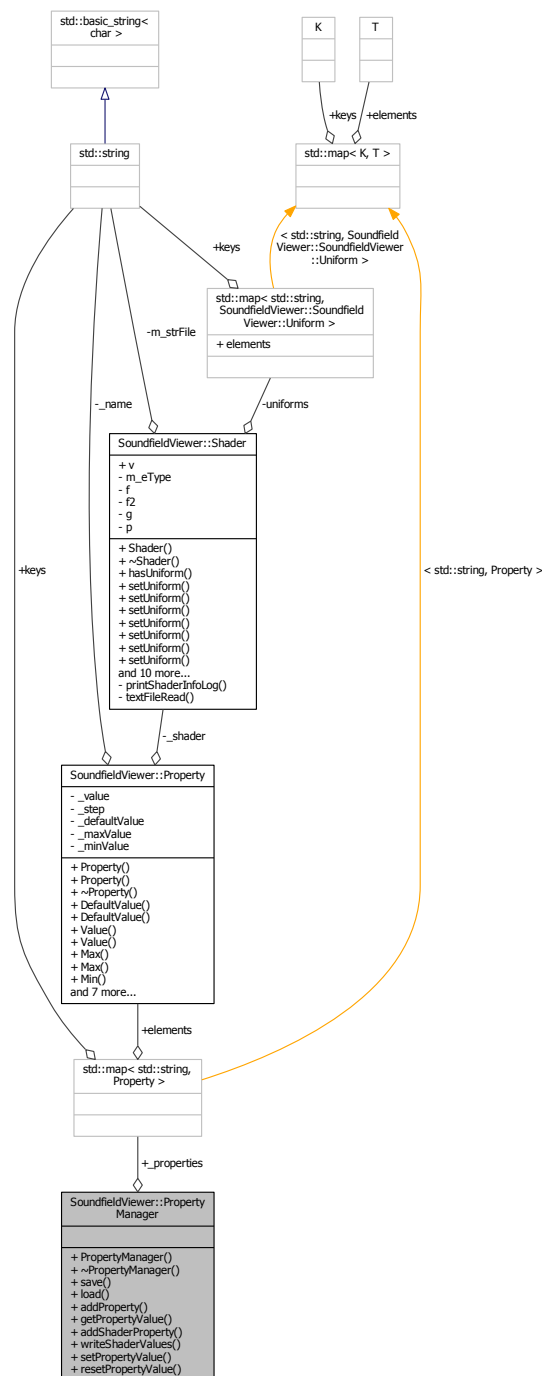 std::basic_string<
char >
K
T
+keys
+elements
std::string
std::map< K, T >
< std::string, Soundfield
Viewer::SoundfieldViewer
::Uniform >
+keys
std::map< std::string,
SoundfieldViewer::Soundfield
Viewer::Uniform >
+ elements
-m_strFile
-_name
-uniforms
SoundfieldViewer::Shader
+ v
- m_eType
- f
- f2
- g
- p
+ Shader()
+ ~Shader()
+ hasUniform()
+ setUniform()
+ setUniform()
+ setUniform()
+ setUniform()
+ setUniform()
+ setUniform()
+ setUniform()
and 10 more...
- printShaderInfoLog()
- textFileRead()
+keys
< std::string, Property >
-_shader
SoundfieldViewer::Property
- _value
- _step
- _defaultValue
- _maxValue
- _minValue
+ Property()
+ Property()
+ ~Property()
+ DefaultValue()
+ DefaultValue()
+ Value()
+ Value()
+ Max()
+ Max()
+ Min()
and 7 more...
+elements
std::map< std::string,
Property >
+_properties
SoundfieldViewer::Property
Manager
+ PropertyManager()
+ ~PropertyManager()
+ save()
+ load()
+ addProperty()
+ getPropertyValue()
+ addShaderProperty()
+ writeShaderValues()
+ setPropertyValue()
+ resetPropertyValue()